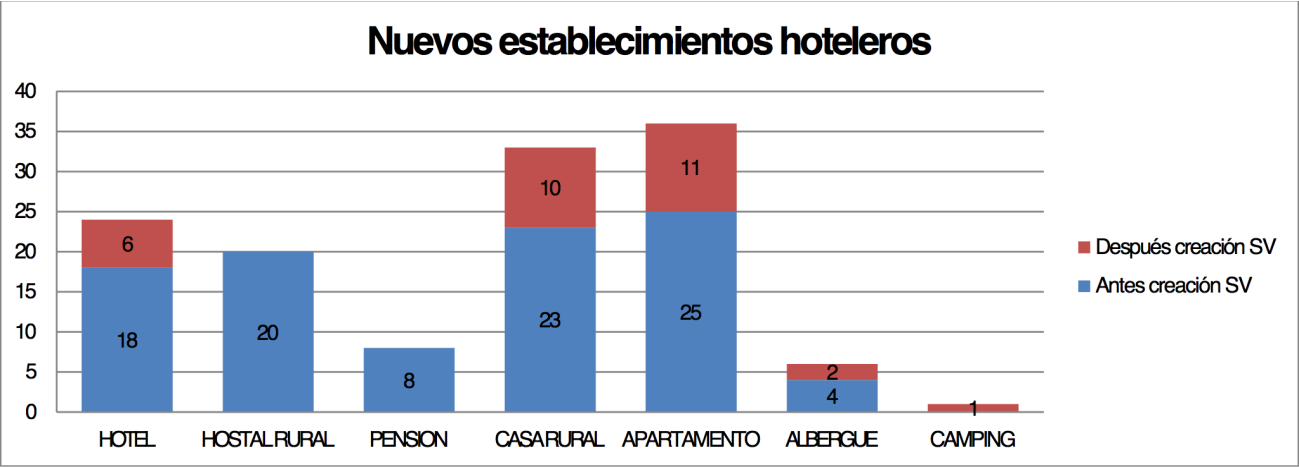 Nuevos establecimientos hoteleros
40
35
30
25
20
15
10
5
0
6
18
20
8
10
23
11
25
2
4
1
HOTEL
HOSTAL RURAL
PENSION
CASA RURAL
APARTAMENTO
ALBERGUE
CAMPING
Después creación SV
Antes creación SV